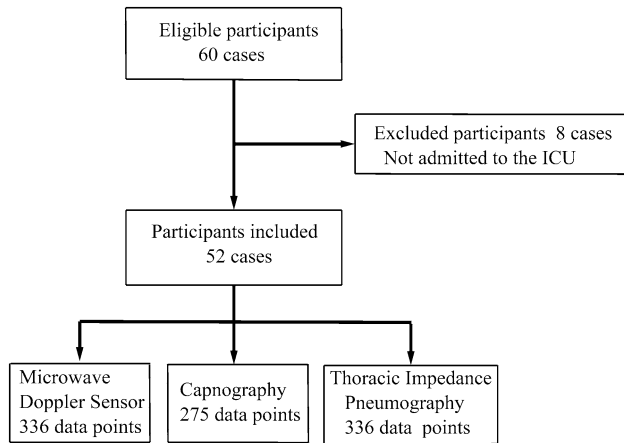 Eligible participants
60 cases
Excluded participants 8 cases
Not admitted to the ICU
Participants included
52 cases
Microwave
Doppler Sensor
336 data points
Capnography
275 data points
Thoracic Impedance
Pneumography
336 data points